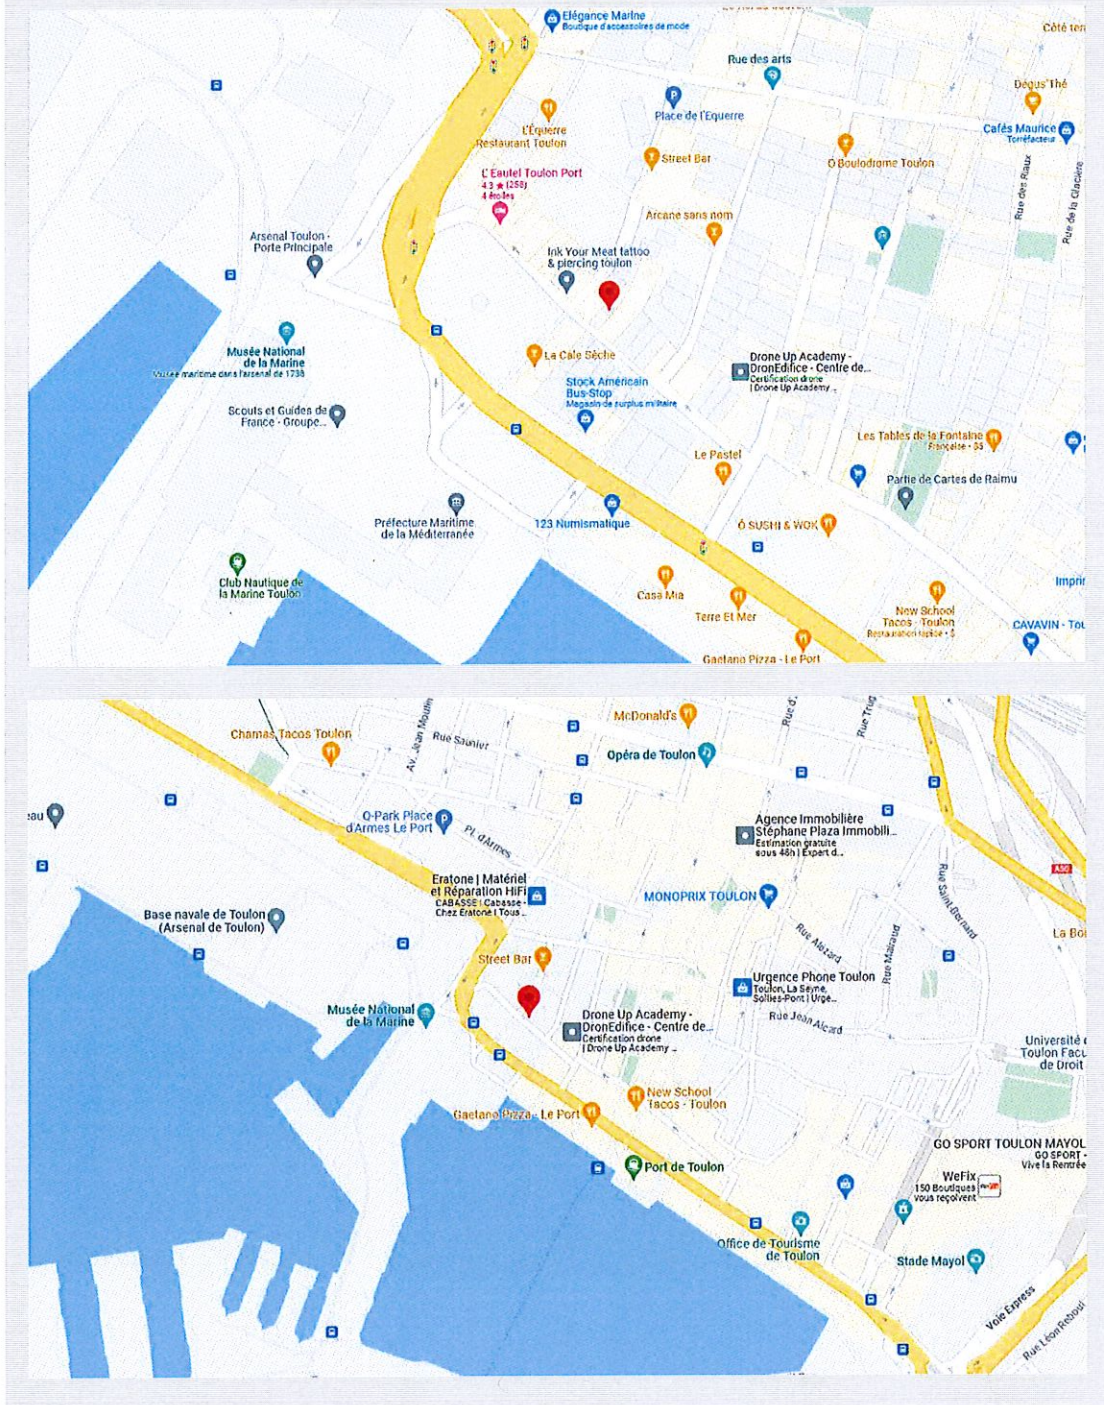 Elégance Marine
Boutique d'accessoires de mode
Côté ter
Rue des arts
Dégus'Thé
Place de l'Equerre
L'Équerre
Restaurant Toulon
Cafés Maurice
Torréfacteur
Street Bar
Ô Boulodrome Toulon
L'Eautel Toulon Port
4.3 ★ (258)
4 étoiles
Rue des Riaux
Rue de la Glacière
Arcane sans nom
Arsenal Toulon -
Porte Principale
Ink Your Meat tattoo
& piercing toulon
Musée National
de la Marine
Musée maritime dans l'arsenal de 1738
La Cale Sèche
Drone Up Academy -
DronEdifice - Centre de...
Certification drone
| Drone Up Academy ...
Stock Américain
Bus-Stop
Magasin de surplus militaire
Scouts et Guides de
France - Groupe...
Les Tables de la Fontaine
Française • $$
Le Pastel
Partie de Cartes de Raimu
Préfecture Maritime
de la Méditerranée
123 Numismatique
Ô SUSHI & WOK
Club Nautique de
la Marine Toulon
Casa Mia
Terre Et Mer
Imprir
New School
Tacos - Toulon
Restauration rapide • $
CAVAVIN - Tou
Gaetano Pizza - Le Port
Chamas Tacos Toulon
Av. Jean Moulin
Rue Saunier
McDonald's
Rue d'
Rue Trug
Opéra de Toulon
eau
Q-Park Place
d'Armes Le Port
Pl. d'Armes
Agence Immobilière
Stéphane Plaza Immobili...
Estimation gratuite
sous 48h | Expert d...
A50
Eratone | Matériel
et Réparation HiFi
CABASSE | Cabasse -
Chez Eratone | Tous ...
MONOPRIX TOULON
Rue Saint-Bernard
Base navale de Toulon
(Arsenal de Toulon)
La Bo
Rue Alezard
Rue Mairaud
Street Bar
Urgence Phone Toulon
Toulon, La Seyne,
Solliès-Pont | Urge...
Musée National
de la Marine
Drone Up Academy -
DronEdifice - Centre de...
Certification drone
| Drone Up Academy ...
Rue Jean Aicard
Université
Toulon Facu
de Droit
New School
Tacos - Toulon
Gaetano Pizza - Le Port
GO SPORT TOULON MAYOL
GO SPORT -
Vive la Rentrée
Port de Toulon
WeFix
150 Boutiques
vous reçoivent
Office de Tourisme
de Toulon
Stade Mayol
Voie Express
Rue Léon Reboul